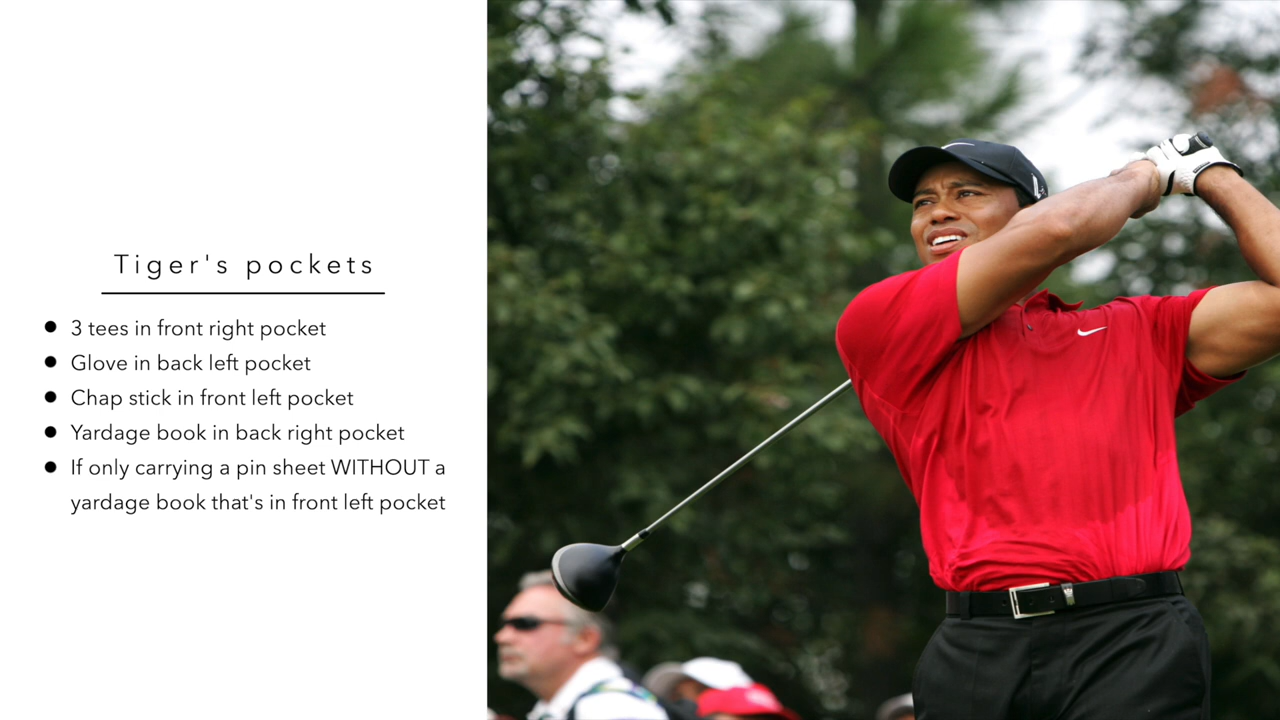 Tiger's pockets
3 tees in front right pocket
Glove in back left pocket
Chap stick in front left pocket
Yardage book in back right pocket
If only carrying a pin sheet WITHOUT a
yardage book that's in front left pocket